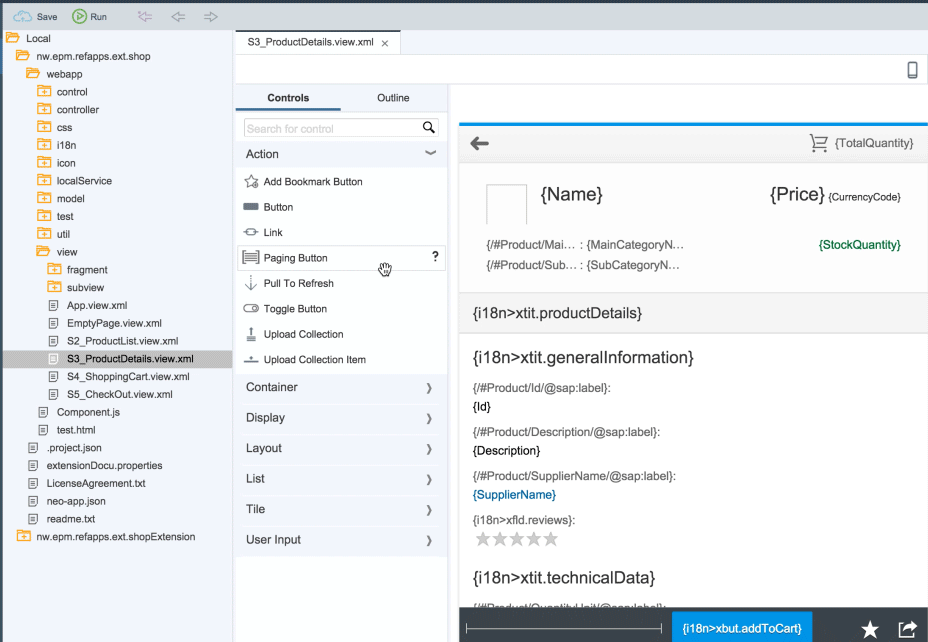 Save Run
Local
nw.epm.refapps.ext.shop
webapp
control
controller
css
i18n
icon
localService
model
test
util
view
fragment
subview
App.view.xml
EmptyPage.view.xml
S2_ProductList.view.xml
S3_ProductDetails.view.xml
S4_ShoppingCart.view.xml
S5_CheckOut.view.xml
Component.js
test.html
.project.json
extensionDocu.properties
LicenseAgreement.txt
neo-app.json
readme.txt
nw.epm.refapps.ext.shopExtension
S3_ProductDetails.view.xml ×
Controls Outline
Search for control
Action
Add Bookmark Button
Button
Link
Paging Button ?
Pull To Refresh
Toggle Button
Upload Collection
Upload Collection Item
Container
Display
Layout
List
Tile
User Input
{TotalQuantity}
{Name} {Price} {CurrencyCode}
{/#Product/Mai... : {MainCategoryN... {StockQuantity}
{/#Product/Sub... : {SubCategoryN...
{i18n>xtit.productDetails}
{i18n>xtit.generalInformation}
{/#Product/Id/@sap:label}:
{Id}
{/#Product/Description/@sap:label}:
{Description}
{/#Product/SupplierName/@sap:label}:
{SupplierName}
{i18n>xfld.reviews}:
{i18n>xtit.technicalData}
{/#Product/QuantityUnit/@sap:label}:
{i18n>xbut.addToCart}